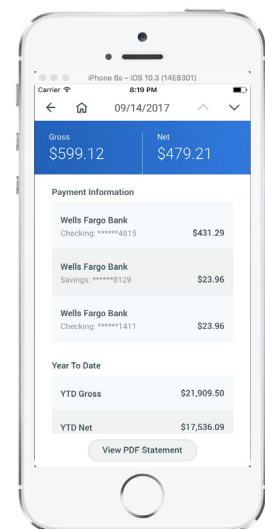 iPhone 6s – iOS 10.3 (14E8301)
Carrier 8:19 PM
09/14/2017
Gross Net
$599.12 $479.21
Payment Information
Wells Fargo Bank
Checking: ******4815 $431.29
Wells Fargo Bank
Savings: ******8129 $23.96
Wells Fargo Bank
Checking: ******1411 $23.96
Year To Date
YTD Gross $21,909.50
YTD Net $17,536.09
View PDF Statement